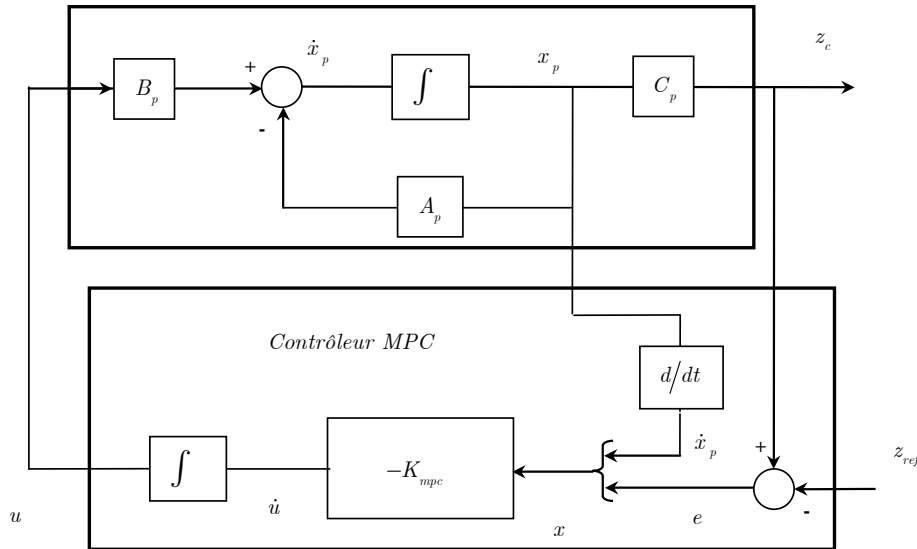 ẋ_p
x_p
z_c
+
B_p
∫
C_p
-
A_p
Contrôleur MPC
d/dt
+
ẋ_p
z_ref
∫
-K_mpc
u̇
-
u
x
e